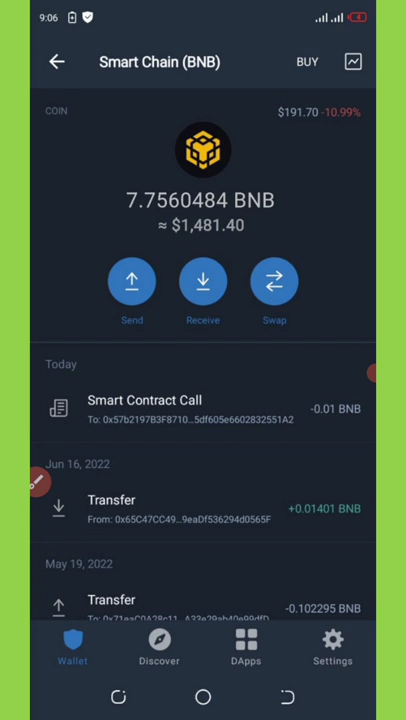 9:06
Smart Chain (BNB)
BUY
COIN
$191.70 -10.99%
7.7560484 BNB
≈ $1,481.40
Send
Receive
Swap
Today
Smart Contract Call
-0.01 BNB
To: 0x57b2197B3F8710...5df605e6602832551A2
Jun 16, 2022
Transfer
+0.01401 BNB
From: 0x65C47CC49...9eaDf536294d0565F
May 19, 2022
Transfer
-0.102295 BNB
Wallet
Discover
DApps
Settings